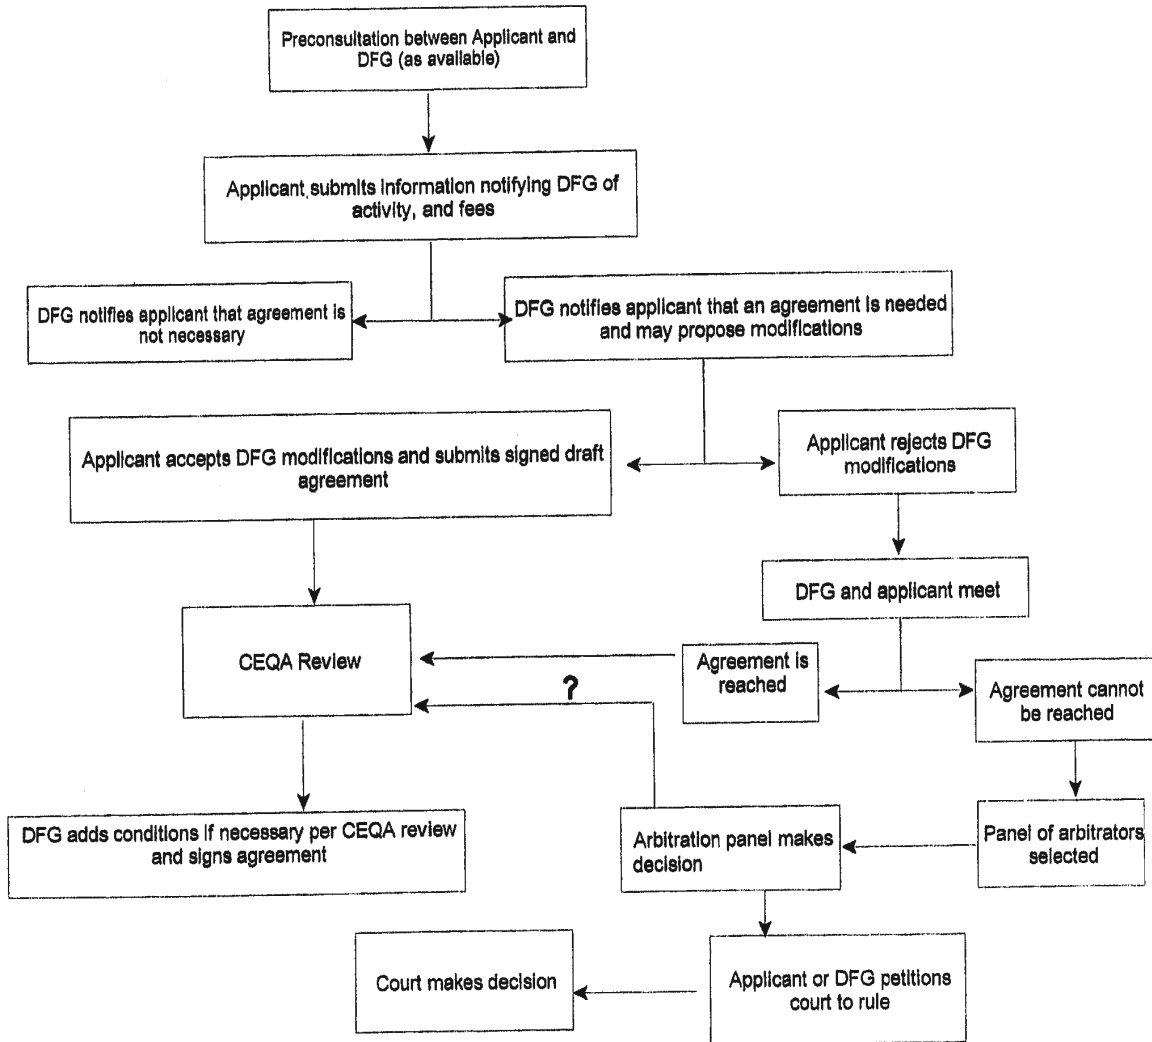 Preconsultation between Applicant and
DFG (as available)
Applicant submits information notifying DFG of
activity, and fees
DFG notifies applicant that agreement is
not necessary
DFG notifies applicant that an agreement is needed
and may propose modifications
Applicant accepts DFG modifications and submits signed draft
agreement
Applicant rejects DFG
modifications
DFG and applicant meet
CEQA Review
Agreement is
reached
?
Agreement cannot
be reached
DFG adds conditions if necessary per CEQA review
and signs agreement
Arbitration panel makes
decision
Panel of arbitrators
selected
Court makes decision
Applicant or DFG petitions
court to rule